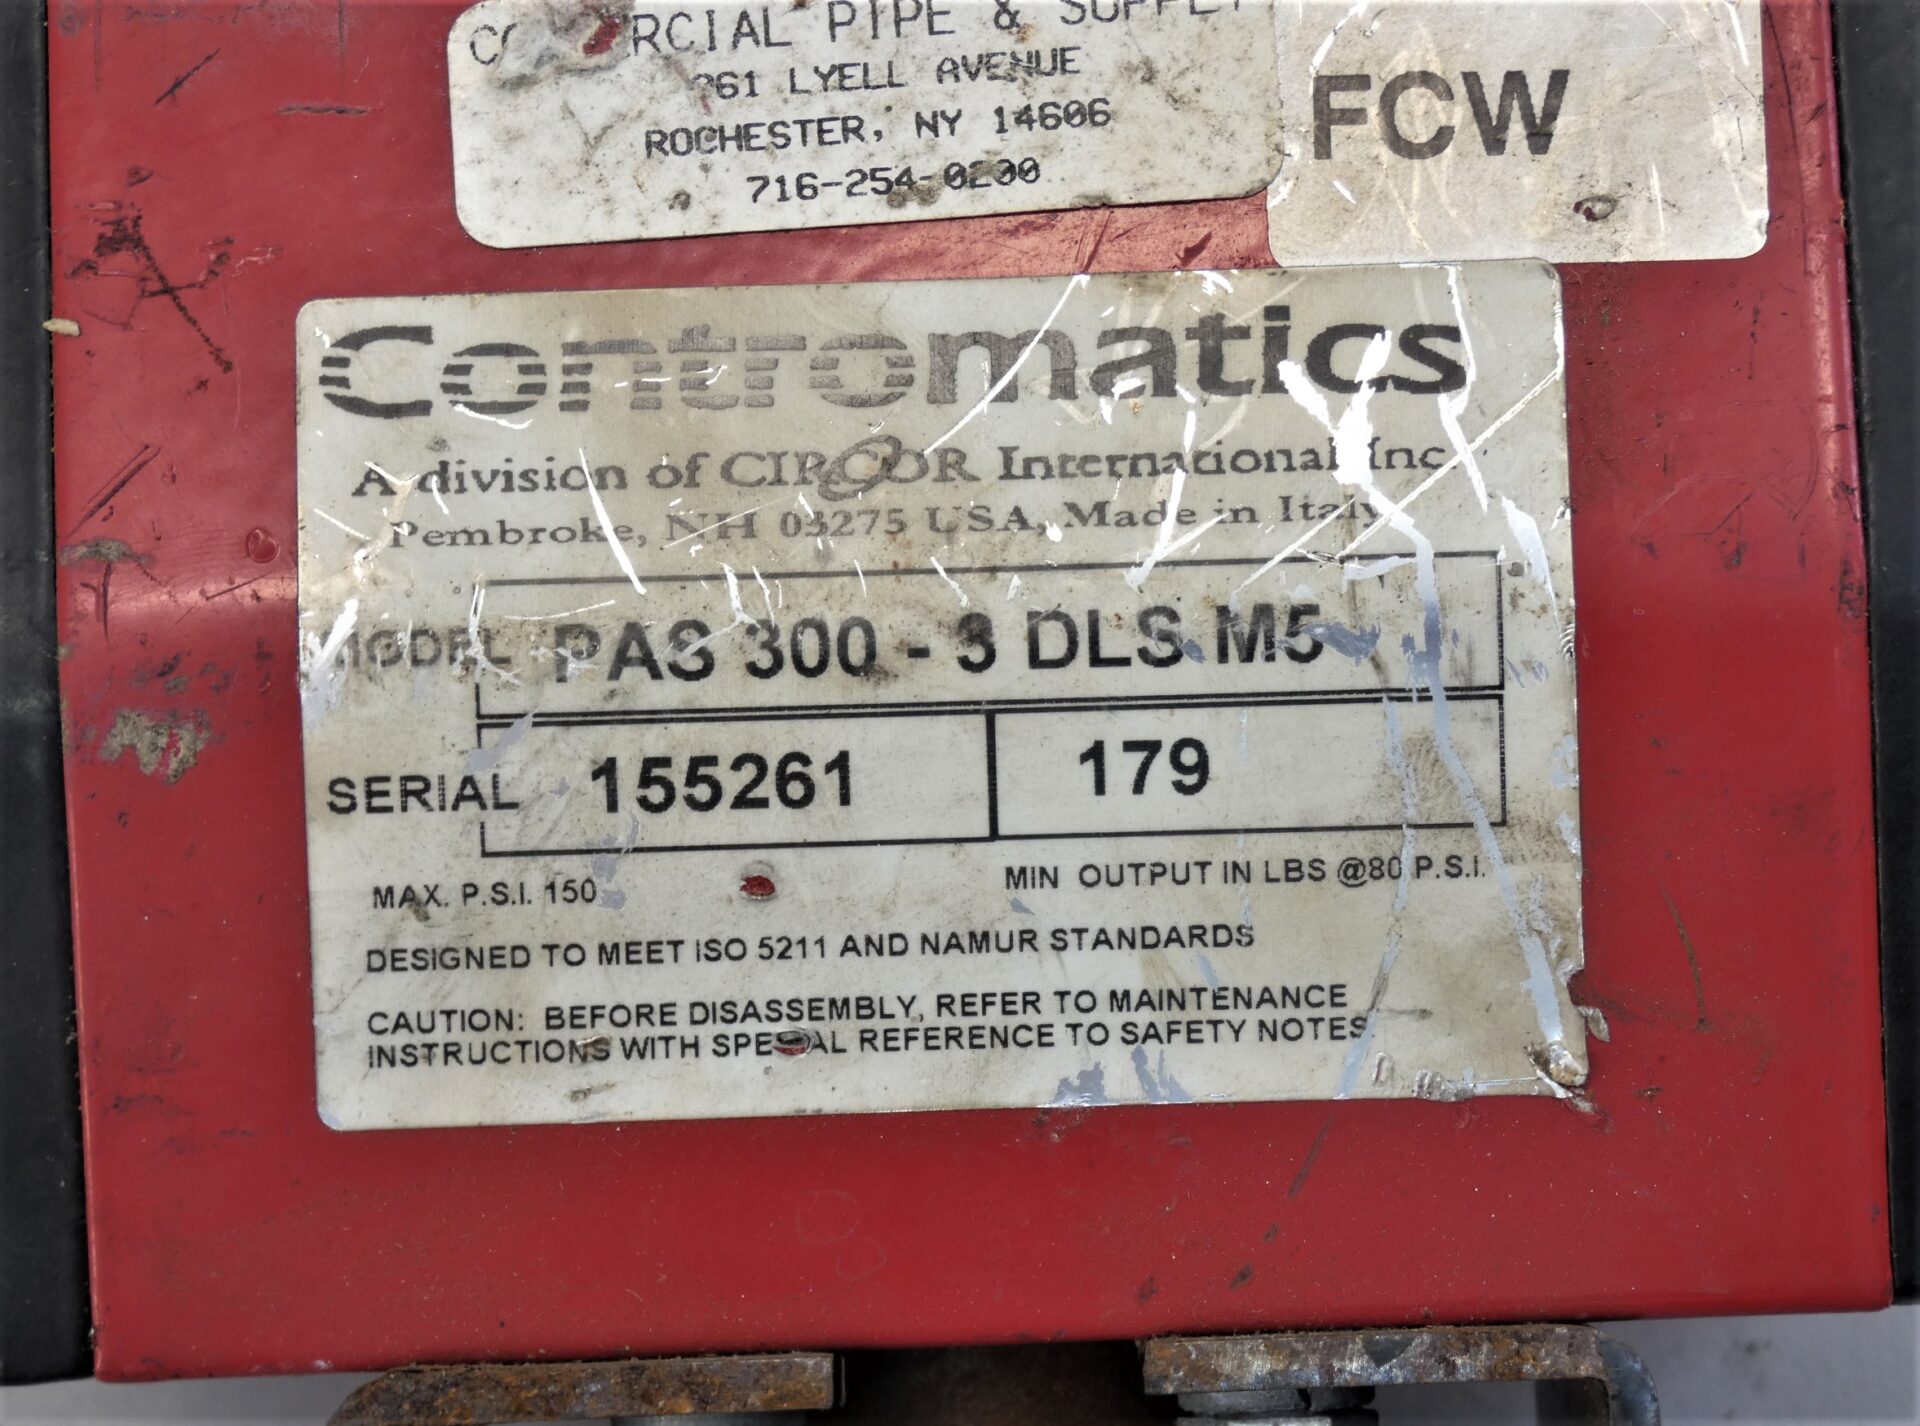 RCIAL PIPE & SUPPLY
61 LYELL AVENUE
ROCHESTER, NY 14606
716-254-0200
FCW
Contromatics
A division of CIRCOR International Inc
Pembroke, NH 03275 USA, Made in Italy
MODEL PAS 300 - 3 DLS M5
SERIAL 155261 179
MAX. P.S.I. 150 MIN OUTPUT IN LBS @80 P.S.I.
DESIGNED TO MEET ISO 5211 AND NAMUR STANDARDS
CAUTION: BEFORE DISASSEMBLY, REFER TO MAINTENANCE
INSTRUCTIONS WITH SPECIAL REFERENCE TO SAFETY NOTES